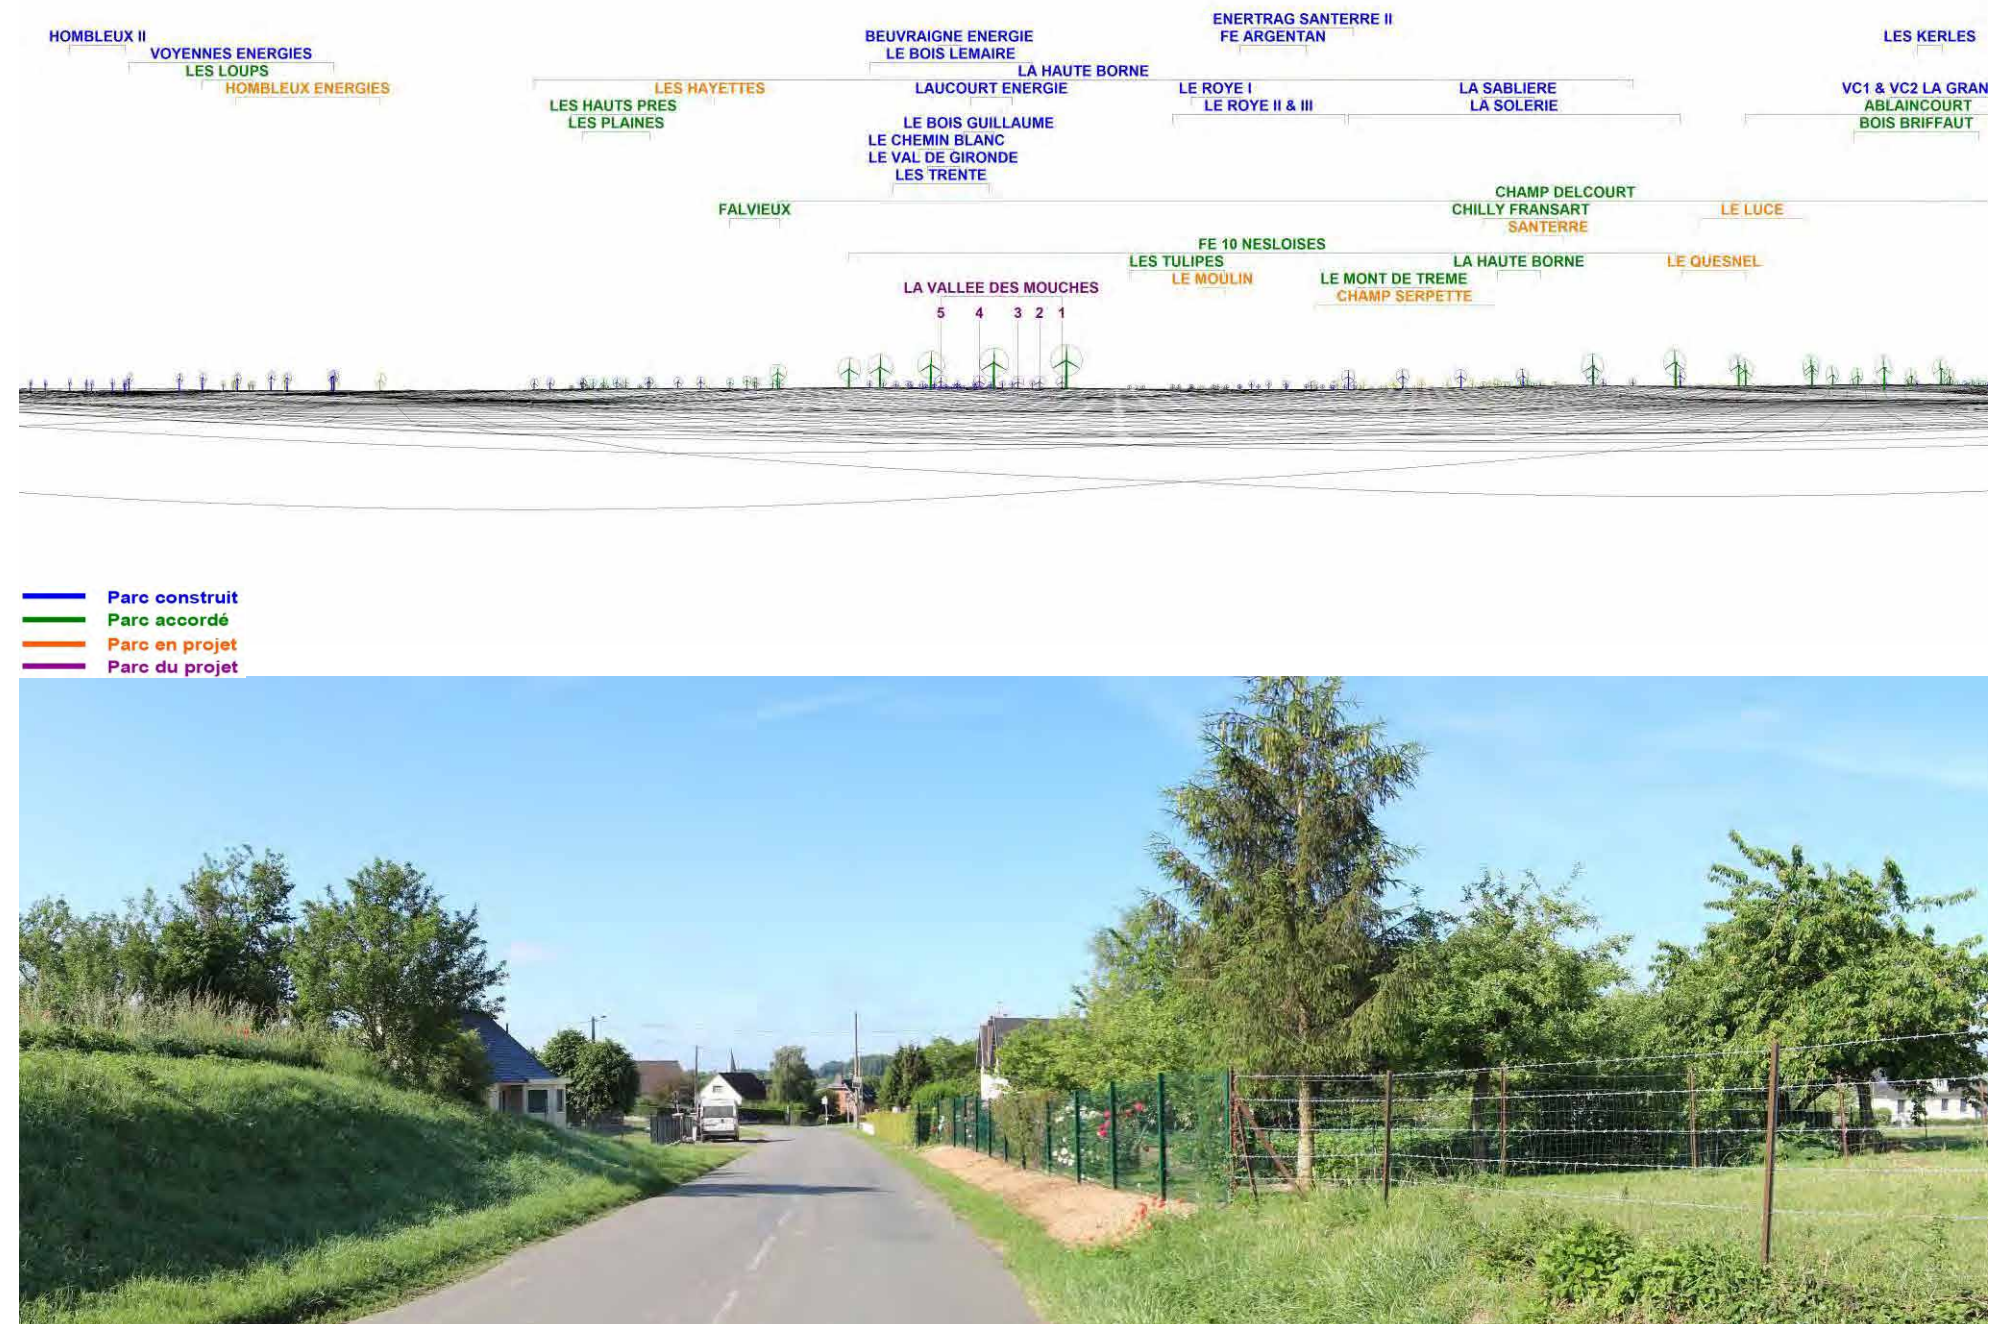 ENERTRAG SANTERRE II
HOMBLEUX II
BEUVRAIGNE ENERGIE
FE ARGENTAN
LES KERLES
VOYENNES ENERGIES
LE BOIS LEMAIRE
LES LOUPS
LA HAUTE BORNE
HOMBLEUX ENERGIES
LES HAYETTES
LAUCOURT ENERGIE
LE ROYE I
LA SABLIERE
VC1 & VC2 LA GRAN
LES HAUTS PRES
LE ROYE II & III
LA SOLERIE
ABLAINCOURT
LES PLAINES
LE BOIS GUILLAUME
BOIS BRIFFAUT
LE CHEMIN BLANC
LE VAL DE GIRONDE
LES TRENTE
CHAMP DELCOURT
FALVIEUX
CHILLY FRANSART
LE LUCE
SANTERRE
FE 10 NESLOISES
LES TULIPES
LA HAUTE BORNE
LE QUESNEL
LE MOULIN
LE MONT DE TREME
LA VALLEE DES MOUCHES
CHAMP SERPETTE
5 4 3 2 1
Parc construit
Parc accordé
Parc en projet
Parc du projet